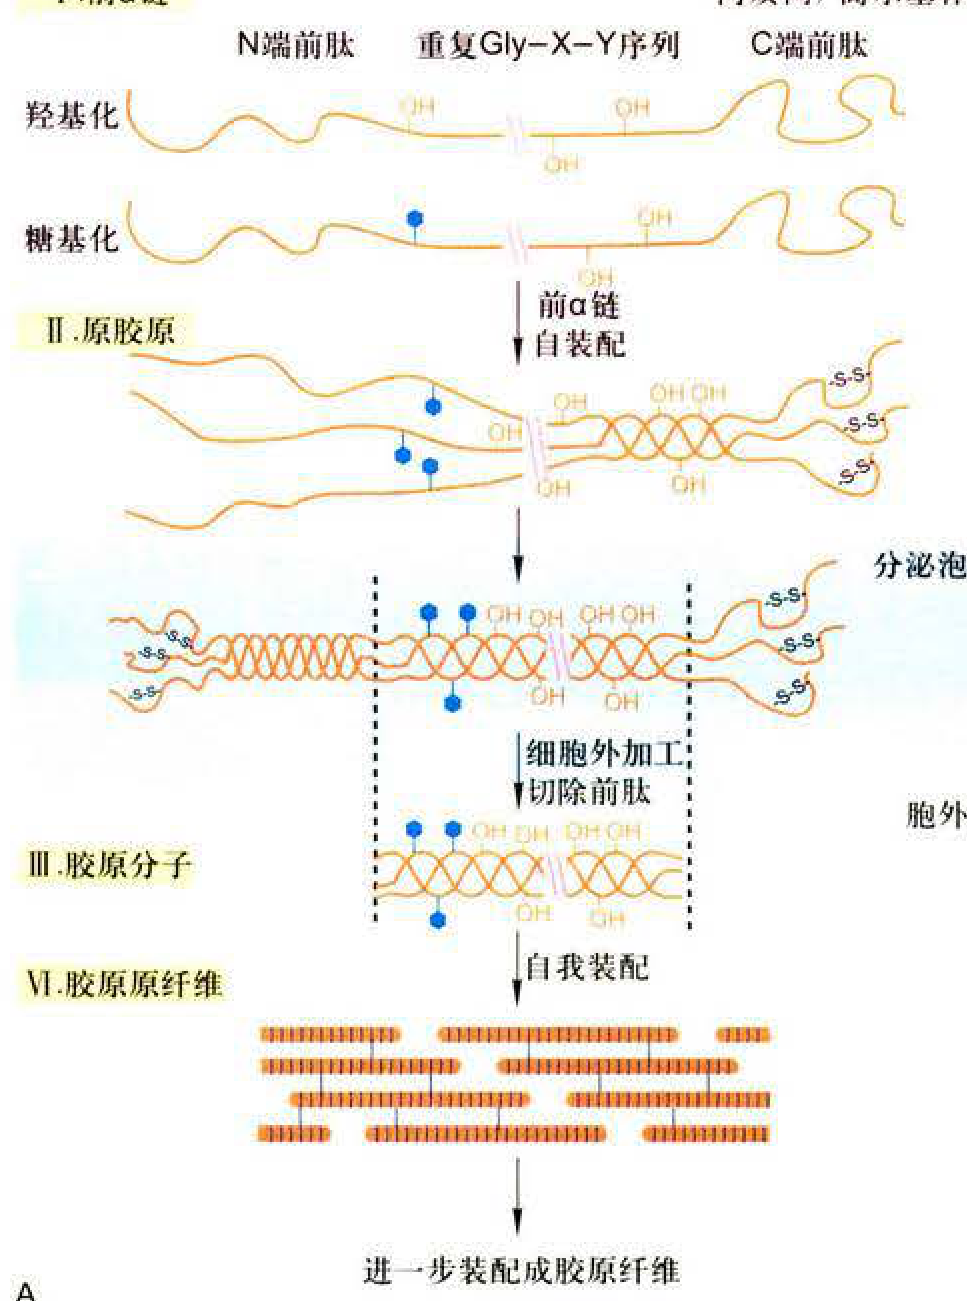 N端前肽 重复Gly-X-Y序列 C端前肽
羟基化
OH OH
OH
糖基化
OH
OH
前α链
自装配
Ⅱ.原胶原
-S-S-
OH OH OH
OH
-S-S-
OH OH
-S-S-
分泌泡
-S-S- OH OH OH OH -S-S-
-S-S- -S-S-
-S-S- OH OH -S-S-
细胞外加工
切除前肽
胞外
OH OH OH OH
Ⅲ.胶原分子
OH OH
自我装配
Ⅵ.胶原原纤维
进一步装配成胶原纤维
A